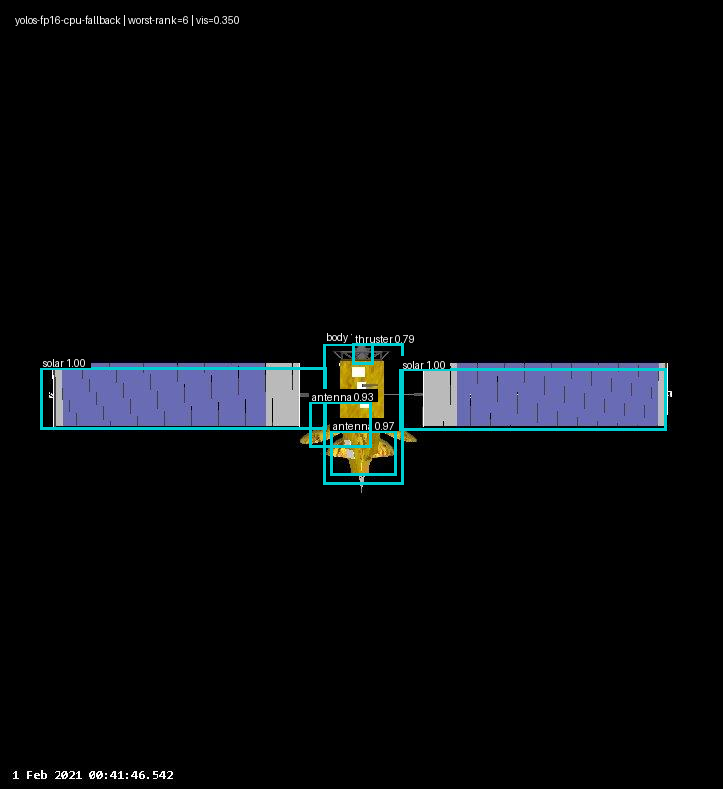 yolos-fp16-cpu-fallback | worst-rank=6 | vis=0.350
body
thruster 0.79
solar 1.00
solar 1.00
antenna 0.93
antenna 0.97
1 Feb 2021 00:41:46.542